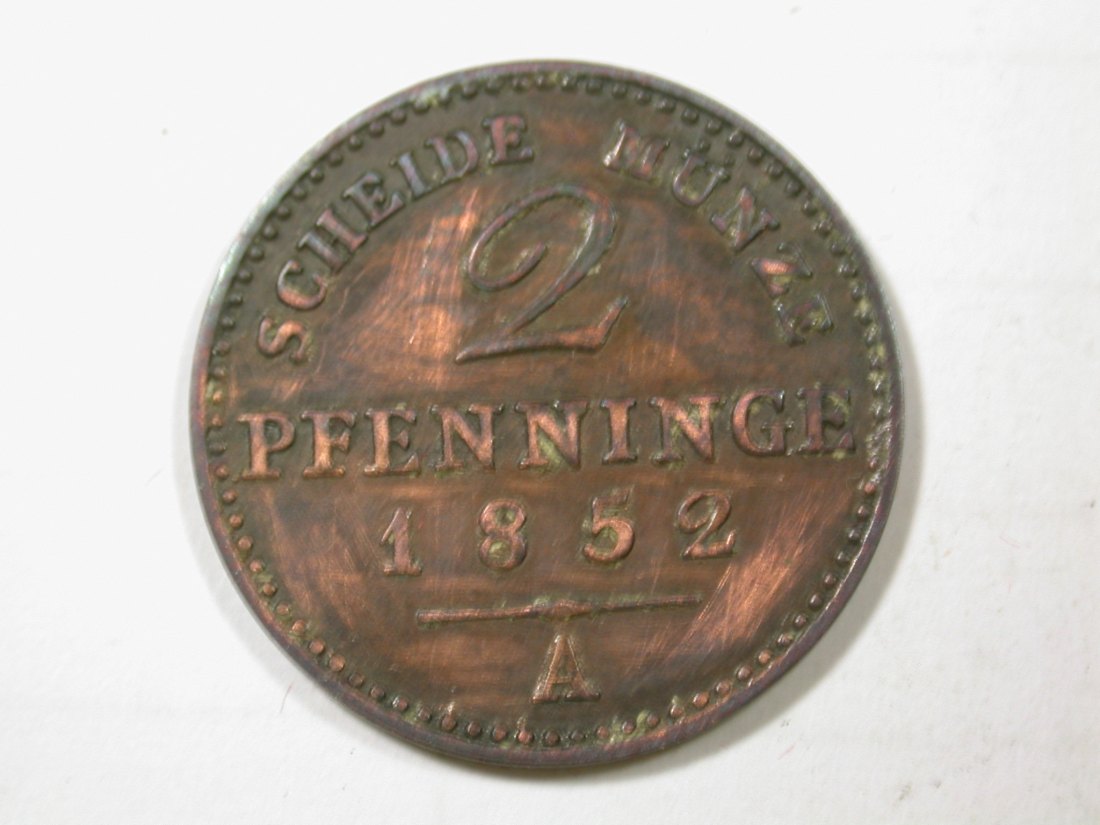 SCHEIDE MÜNZE
2
PFENNINGE
1852
A